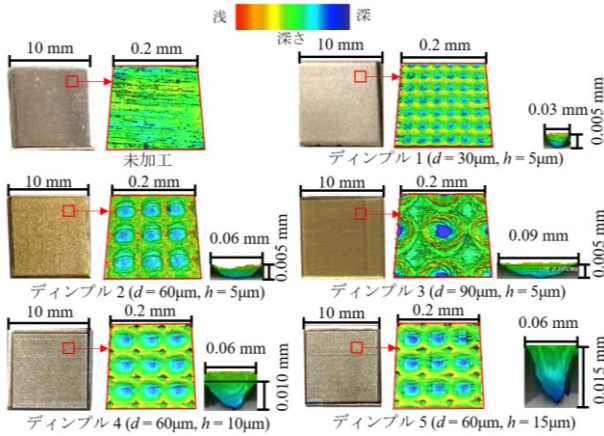 浅 深
深さ
10 mm 0.2 mm
未加工
10 mm 0.2 mm
0.03 mm
0.005 mm
ディンプル 1 (d = 30μm, h = 5μm)
10 mm 0.2 mm
0.06 mm
0.005 mm
ディンプル 2 (d = 60μm, h = 5μm)
10 mm 0.2 mm
0.09 mm
0.005 mm
ディンプル 3 (d = 90μm, h = 5μm)
10 mm 0.2 mm
0.06 mm
0.010 mm
ディンプル 4 (d = 60μm, h = 10μm)
10 mm 0.2 mm
0.06 mm
0.015 mm
ディンプル 5 (d = 60μm, h = 15μm)